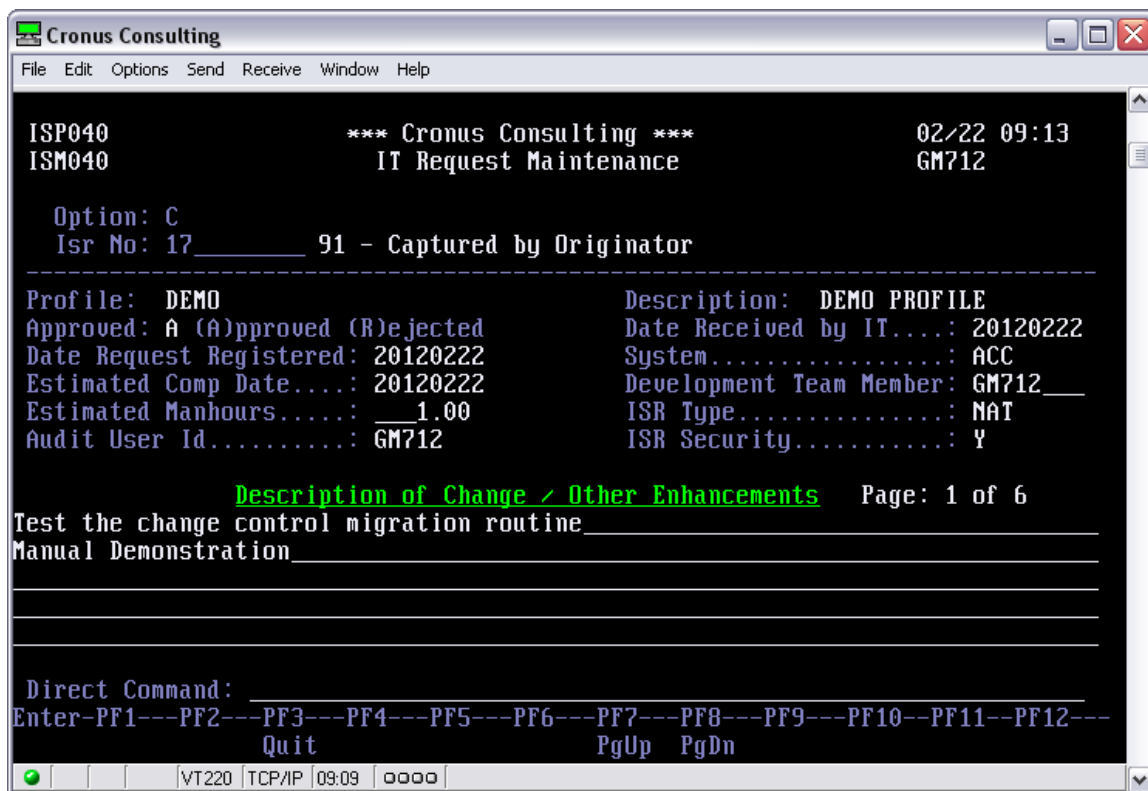 Cronus Consulting
File Edit Options Send Receive Window Help
ISP040 *** Cronus Consulting *** 02/22 09:13
ISM040 IT Request Maintenance GM712
Option: C
Isr No: 17_________ 91 - Captured by Originator
Profile: DEMO Description: DEMO PROFILE
Approved: A (A)pproved (R)ejected Date Received by IT....: 20120222
Date Request Registered: 20120222 System.................: ACC
Estimated Comp Date....: 20120222 Development Team Member: GM712___
Estimated Manhours.....: ___1.00 ISR Type...............: NAT
Audit User Id..........: GM712 ISR Security...........: Y
Description of Change / Other Enhancements Page: 1 of 6
Test the change control migration routine
Manual Demonstration
Direct Command:
Enter-PF1---PF2---PF3---PF4---PF5---PF6---PF7---PF8---PF9---PF10--PF11--PF12---
Quit PgUp PgDn
VT220 TCP/IP 09:09